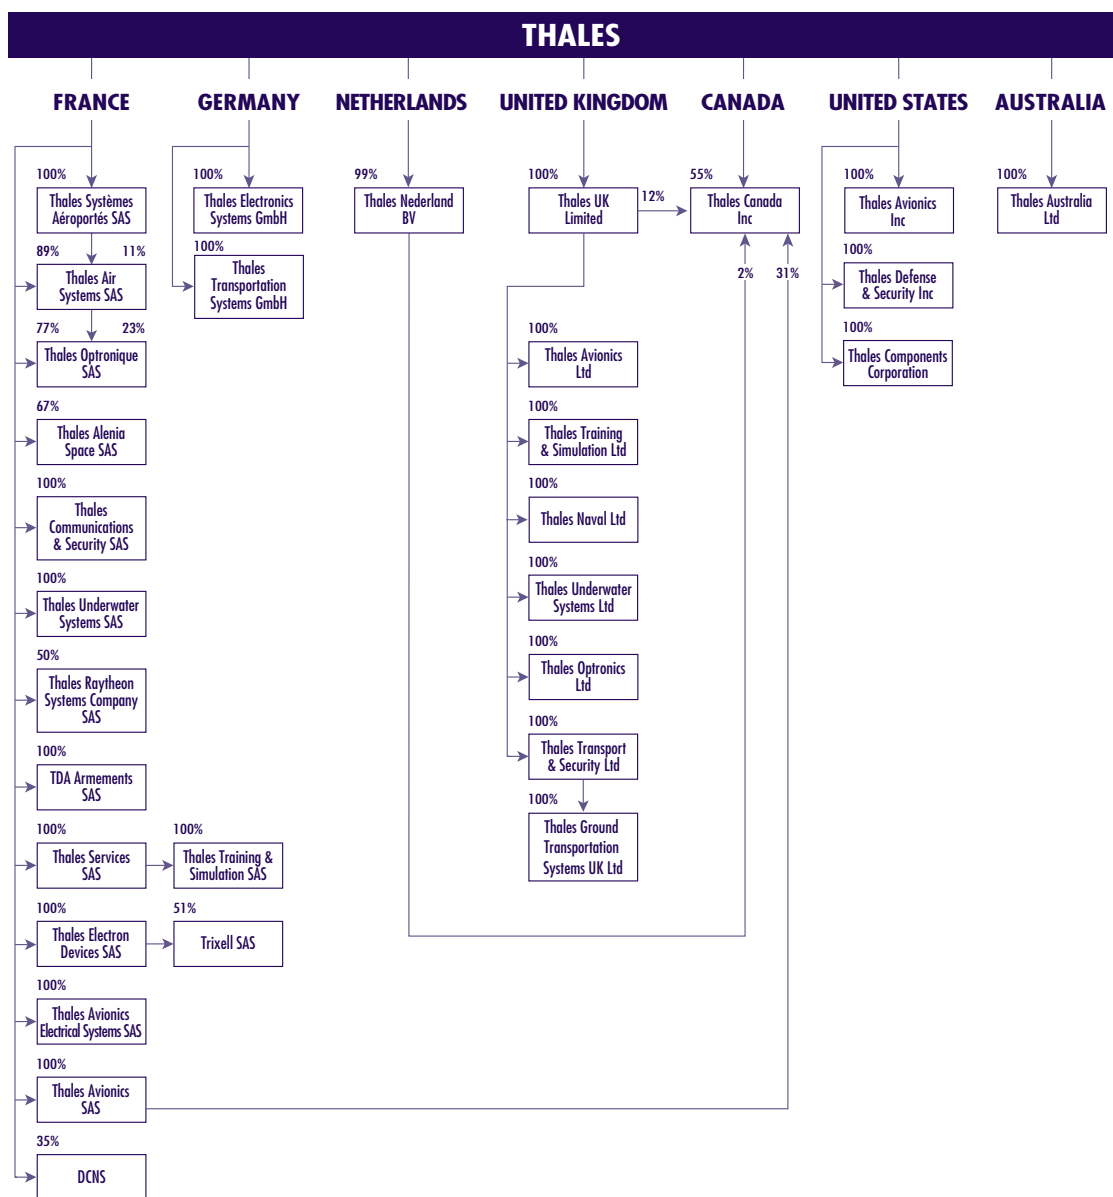 THALES
FRANCE
GERMANY
NETHERLANDS
UNITED KINGDOM
CANADA
UNITED STATES
AUSTRALIA
100%
Thales Systèmes
Aéroportés SAS
89%
11%
Thales Air
Systems SAS
77%
23%
Thales Optronique
SAS
67%
Thales Alenia
Space SAS
100%
Thales
Communications
& Security SAS
100%
Thales Underwater
Systems SAS
50%
Thales Raytheon
Systems Company
SAS
100%
TDA Armements
SAS
100%
Thales Services
SAS
100%
Thales Training &
Simulation SAS
100%
Thales Electron
Devices SAS
51%
Trixell SAS
100%
Thales Avionics
Electrical Systems SAS
100%
Thales Avionics
SAS
35%
DCNS
100%
Thales Electronics
Systems GmbH
100%
Thales
Transportation
Systems GmbH
99%
Thales Nederland
BV
100%
Thales UK
Limited
12%
100%
Thales Avionics
Ltd
100%
Thales Training
& Simulation Ltd
100%
Thales Naval Ltd
100%
Thales Underwater
Systems Ltd
100%
Thales Optronics
Ltd
100%
Thales Transport
& Security Ltd
100%
Thales Ground
Transportation
Systems UK Ltd
55%
Thales Canada
Inc
2%
31%
100%
Thales Avionics
Inc
100%
Thales Defense
& Security Inc
100%
Thales Components
Corporation
100%
Thales Australia
Ltd